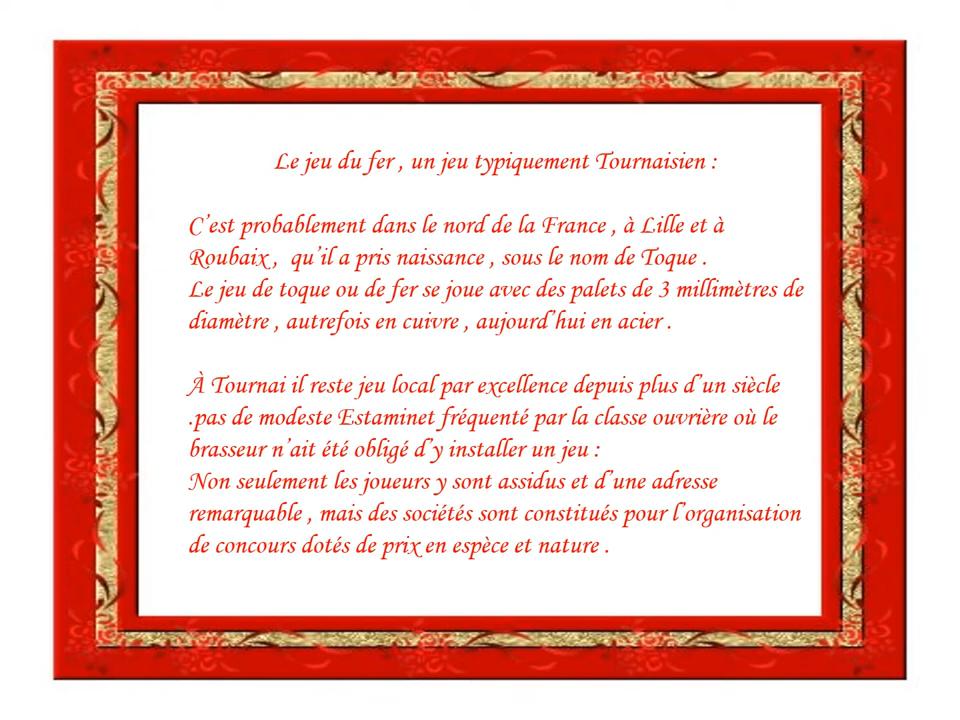 Le jeu du fer , un jeu typiquement Tournaisien :
C’est probablement dans le nord de la France , à Lille et à
Roubaix , qu’il a pris naissance , sous le nom de Toque .
Le jeu de toque ou de fer se joue avec des palets de 3 millimètres de
diamètre , autrefois en cuivre , aujourd’hui en acier .
À Tournai il reste jeu local par excellence depuis plus d’un siècle
.pas de modeste Estaminet fréquenté par la classe ouvrière où le
brasseur n’ait été obligé d’y installer un jeu :
Non seulement les joueurs y sont assidus et d’une adresse
remarquable , mais des sociétés sont constitués pour l’organisation
de concours dotés de prix en espèce et nature .